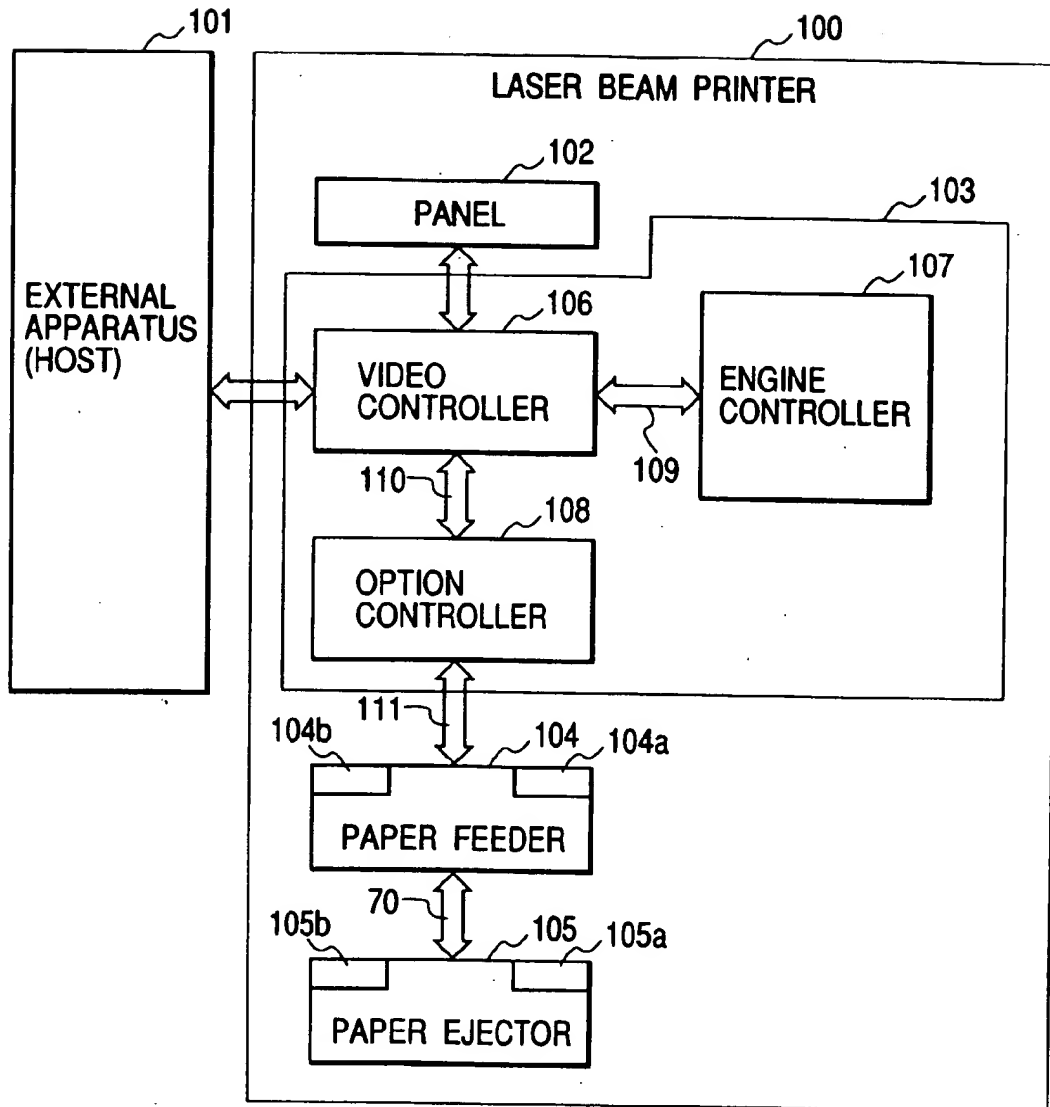 101
100
LASER BEAM PRINTER
102
PANEL
103
107
106
EXTERNAL
APPARATUS
(HOST)
VIDEO
CONTROLLER
ENGINE
CONTROLLER
109
110
108
OPTION
CONTROLLER
111
104b
104
104a
PAPER FEEDER
70
105b
105
105a
PAPER EJECTOR